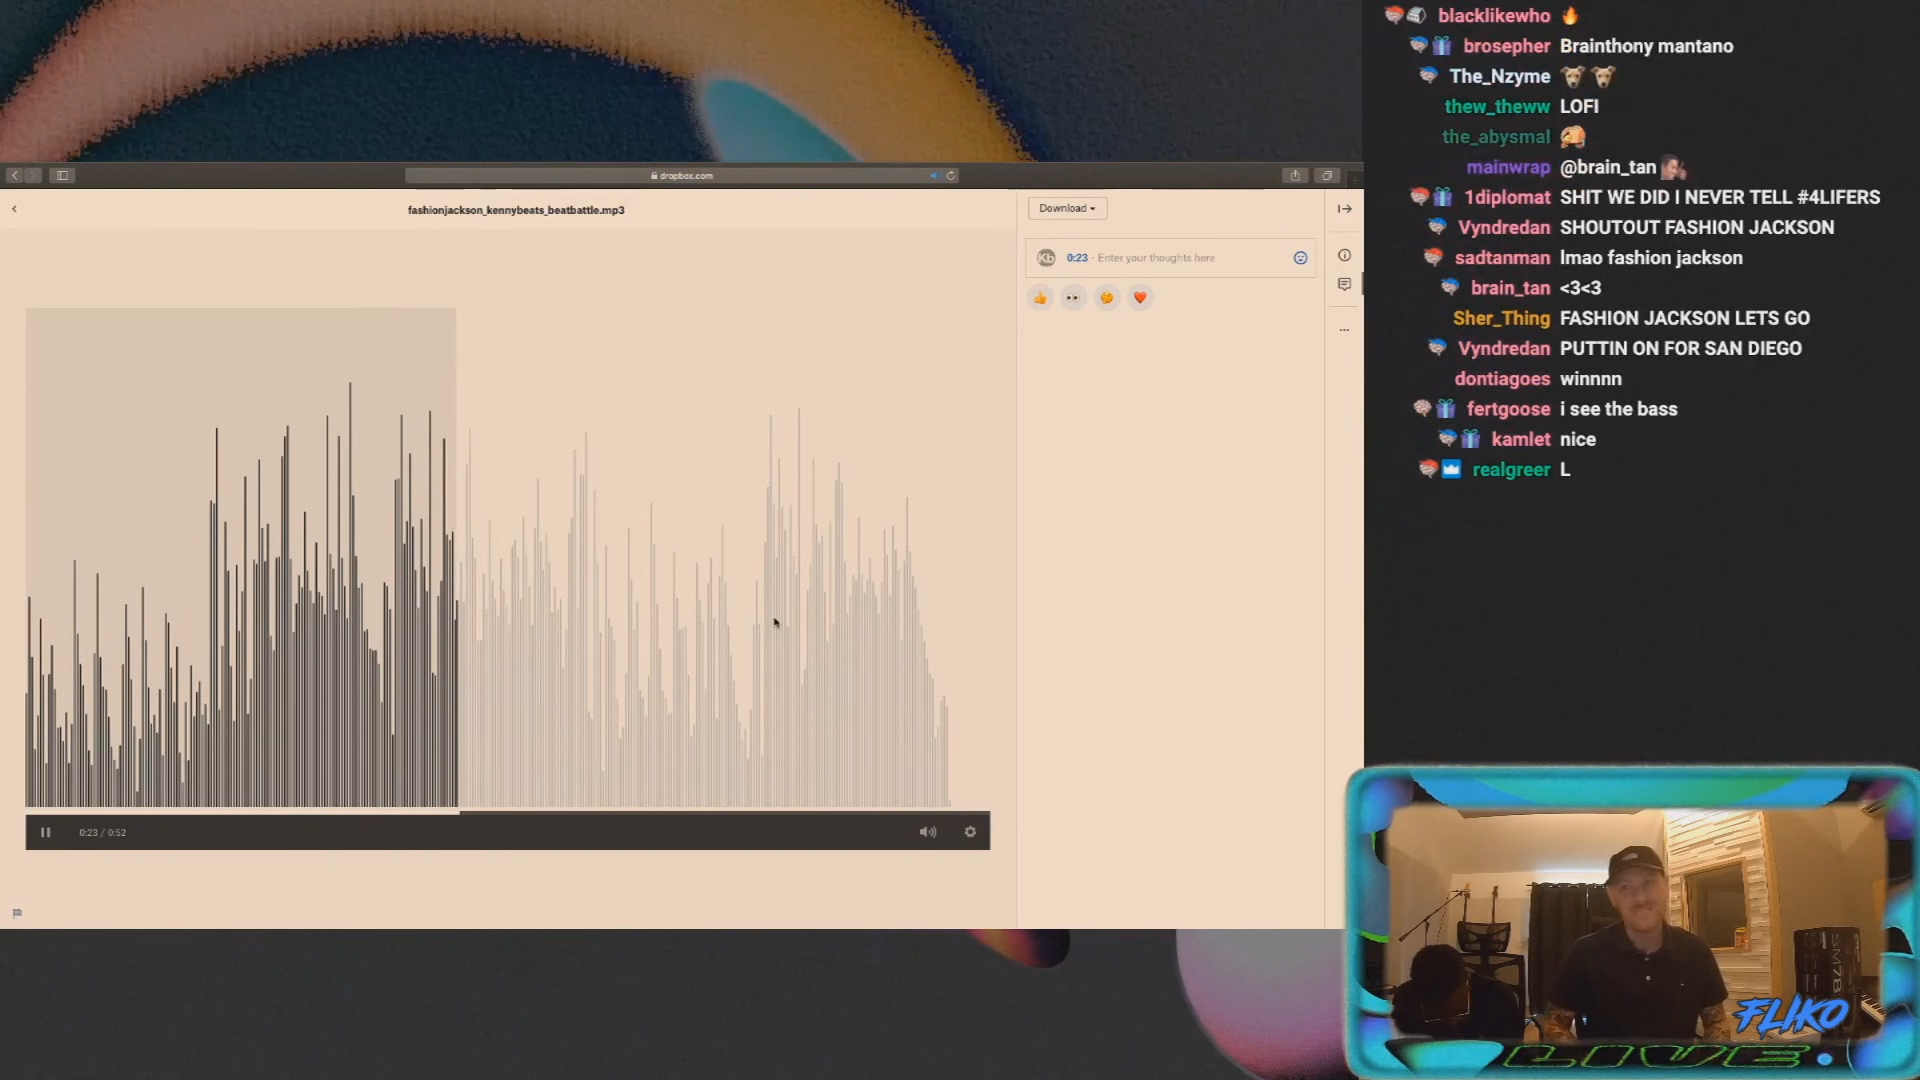 dropbox.com
fashionjackson_kennybeats_beatbattle.mp3
Download
Kb 0:23 - Enter your thoughts here
0:23 / 0:52
blacklikewho
brosepher Brainthony mantano
The_Nzyme
thew_theww LOFI
the_abysmal
mainwrap @brain_tan
1diplomat SHIT WE DID I NEVER TELL #4LIFERS
Vyndredan SHOUTOUT FASHION JACKSON
sadtanman lmao fashion jackson
brain_tan <3<3
Sher_Thing FASHION JACKSON LETS GO
Vyndredan PUTTIN ON FOR SAN DIEGO
dontiagoes winnnn
fertgoose i see the bass
kamlet nice
realgreer L
SM7B
FLIKO
LIVE